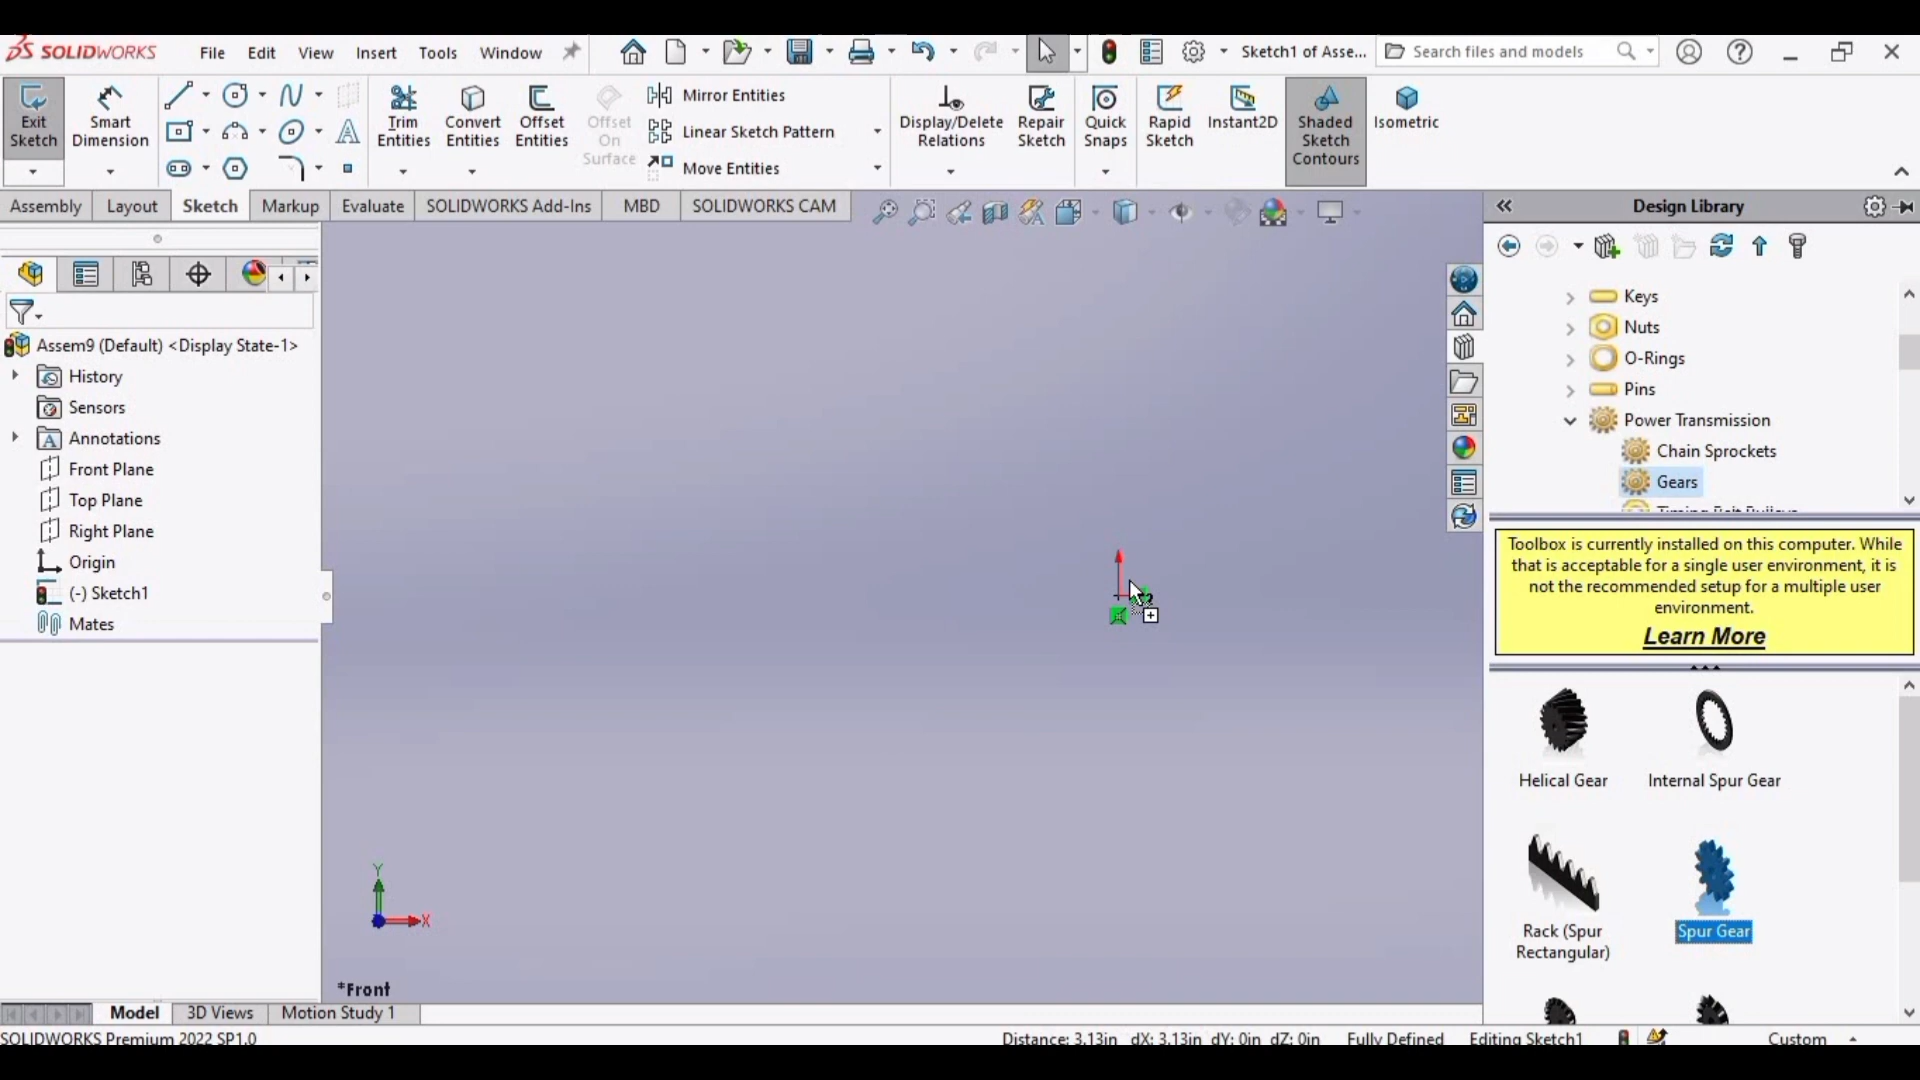 SOLIDWORKS
File Edit View Insert Tools Window
Sketch1 of Asse...
Search files and models
Exit Sketch
Smart Dimension
Trim Entities
Convert Entities
Offset Entities
Offset On Surface
Mirror Entities
Linear Sketch Pattern
Move Entities
Display/Delete Relations
Repair Sketch
Quick Snaps
Rapid Sketch
Instant2D
Shaded Sketch Contours
Isometric
Assembly Layout Sketch Markup Evaluate SOLIDWORKS Add-Ins MBD SOLIDWORKS CAM
Design Library
Assem9 (Default) <Display State-1>
History
Sensors
Annotations
Front Plane
Top Plane
Right Plane
Origin
(-) Sketch1
Mates
Keys
Nuts
O-Rings
Pins
Power Transmission
Chain Sprockets
Gears
Timing Belt Pulleys
Toolbox is currently installed on this computer. While
that is acceptable for a single user environment, it is
not the recommended setup for a multiple user
environment.
Learn More
Helical Gear
Internal Spur Gear
Rack (Spur
Rectangular)
Spur Gear
Y
X
*Front
Model 3D Views Motion Study 1
SOLIDWORKS Premium 2022 SP1.0
Distance: 3.13in dX: 3.13in dY: 0in dZ: 0in Fully Defined Editing Sketch1 Custom